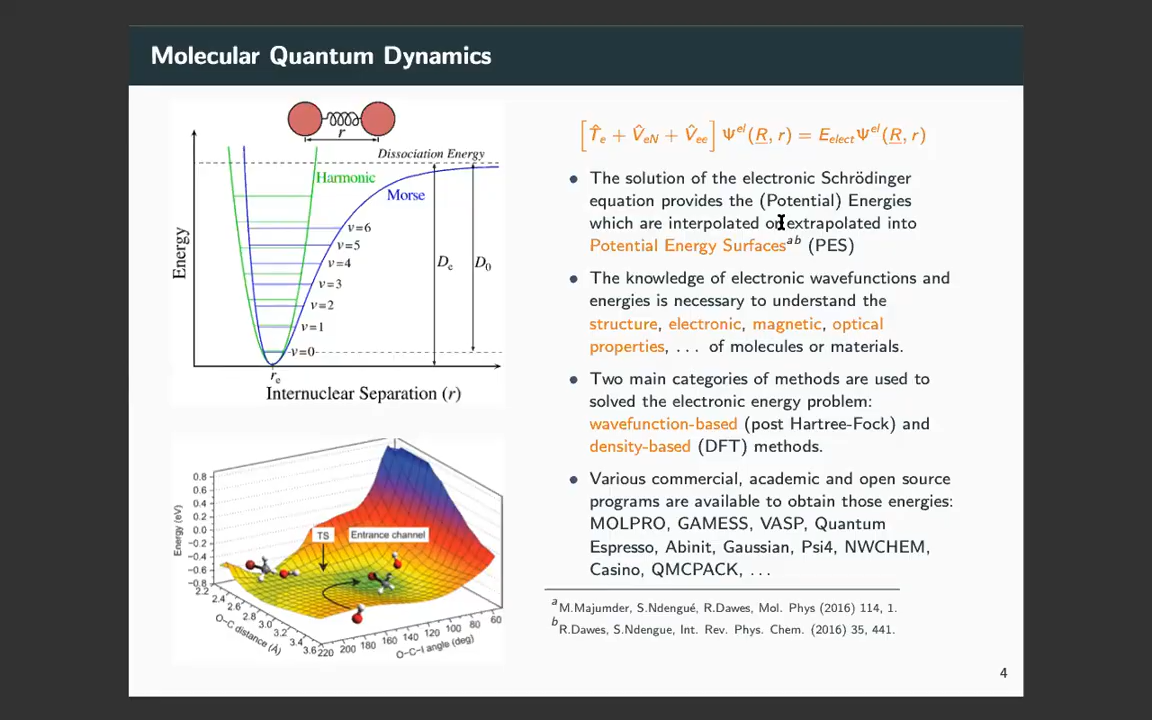 Molecular Quantum Dynamics
r
Dissociation Energy
Harmonic
Morse
Energy
v=6
v=5
v=4
v=3
v=2
v=1
v=0
De
D0
re
Internuclear Separation (r)
0.8
0.6
0.4
0.2
0.0
−0.2
−0.4
−0.6
−0.8
Energy (eV)
TS
Entrance channel
2.2
2.4
2.6
2.8
3.0
3.2
3.4
3.6
O−C distance (Å)
220
200
180
160
140
120
100
80
60
O−C−I angle (deg)
[T̂e + V̂eN + V̂ee] Ψel(R, r) = Eelect Ψel(R, r)
• The solution of the electronic Schrödinger
equation provides the (Potential) Energies
which are interpolated or extrapolated into
Potential Energy Surfacesab (PES)
• The knowledge of electronic wavefunctions and
energies is necessary to understand the
structure, electronic, magnetic, optical
properties, ... of molecules or materials.
• Two main categories of methods are used to
solved the electronic energy problem:
wavefunction-based (post Hartree-Fock) and
density-based (DFT) methods.
• Various commercial, academic and open source
programs are available to obtain those energies:
MOLPRO, GAMESS, VASP, Quantum
Espresso, Abinit, Gaussian, Psi4, NWCHEM,
Casino, QMCPACK, ...
a M.Majumder, S.Ndengué, R.Dawes, Mol. Phys (2016) 114, 1.
b R.Dawes, S.Ndengue, Int. Rev. Phys. Chem. (2016) 35, 441.
4